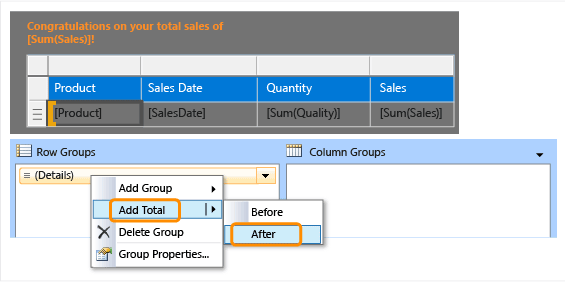 Congratulations on your total sales of
[Sum(Sales)]!
Product Sales Date Quantity Sales
[Product] [SalesDate] [Sum(Quality)] [Sum(Sales)]
Row Groups Column Groups
(Details)
Add Group
Add Total
Before
Delete Group
After
Group Properties...